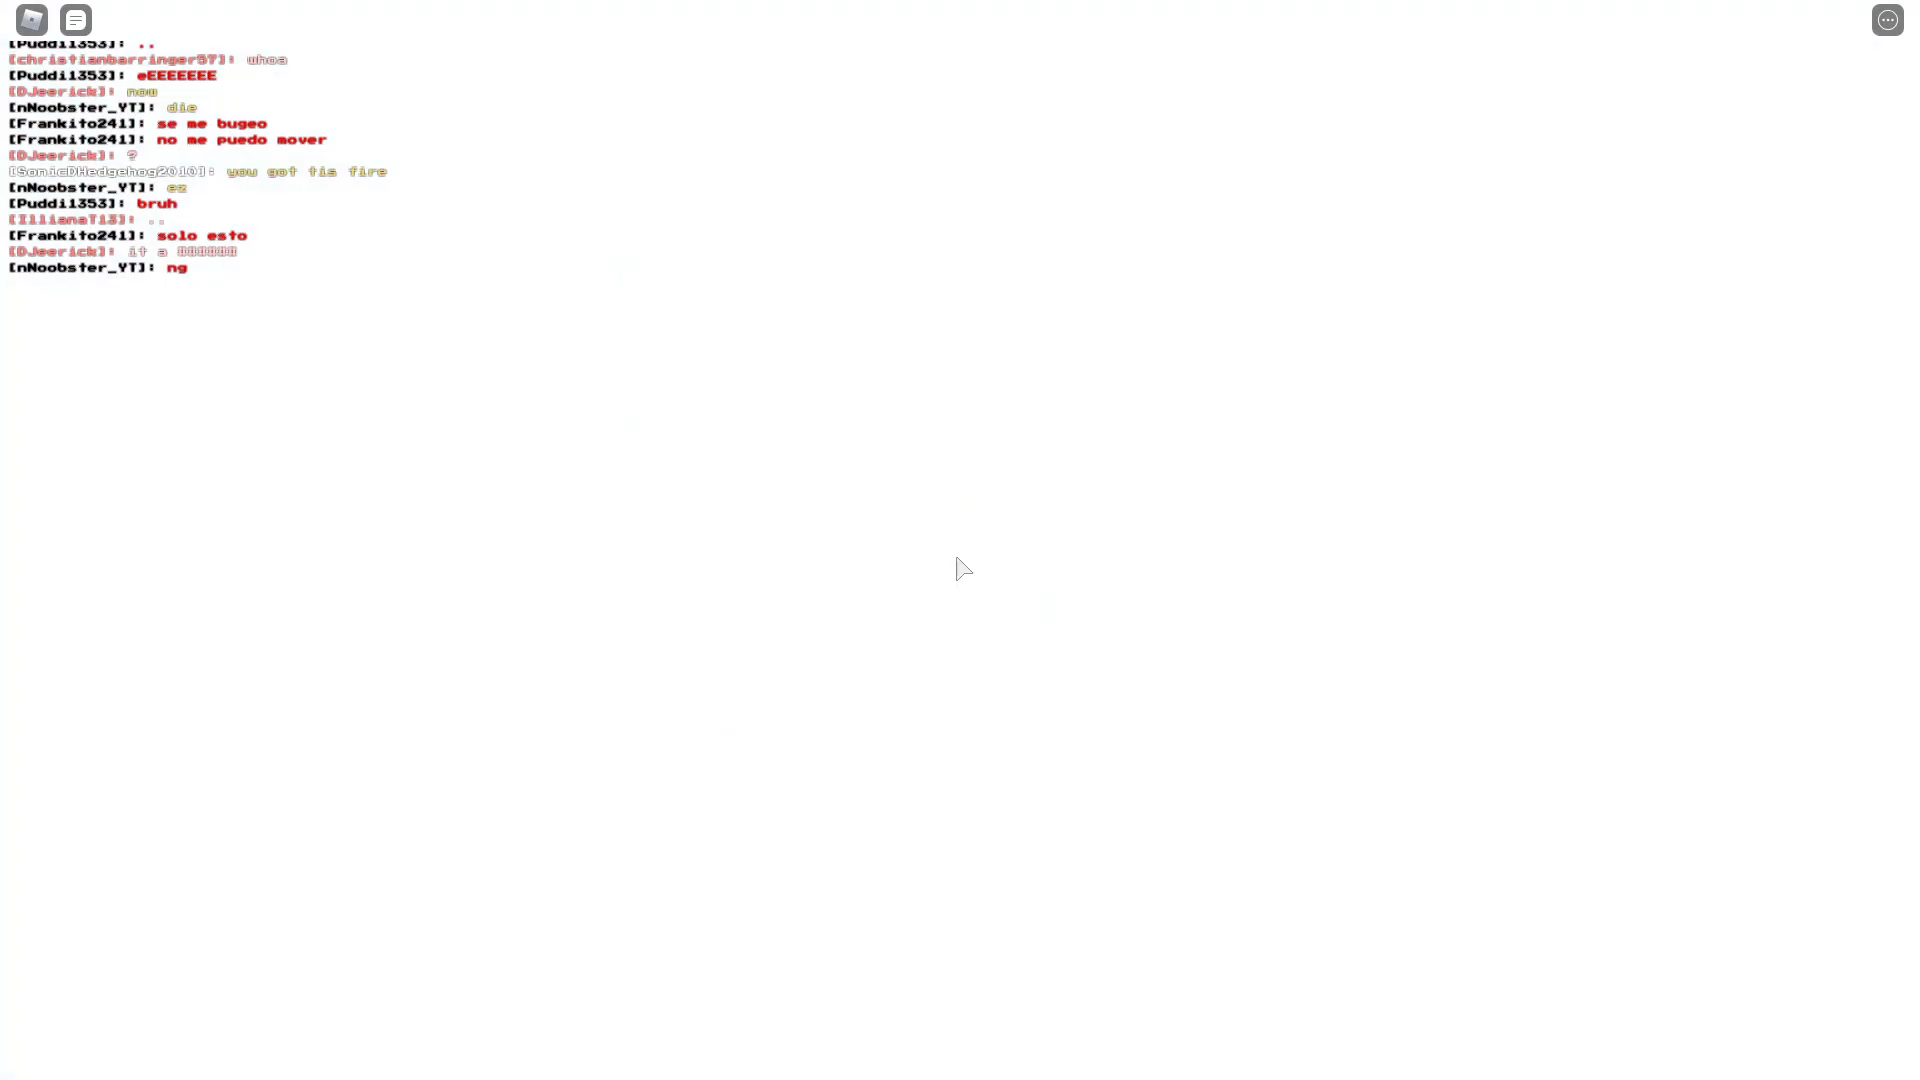 [Puddi1353]: ..
[christianbarringer57]: whoa
[Puddi1353]: eEEEEEEE
[DJeerick]: now
[nNoobster_YT]: die
[Frankito241]: se me bugeo
[Frankito241]: no me puedo mover
[DJeerick]: ?
[SonicDHedgehog2010]: you got tis fire
[nNoobster_YT]: ez
[Puddi1353]: bruh
[IllianaTi3]: ..
[Frankito241]: solo esto
[DJeerick]: it a ######
[nNoobster_YT]: ng